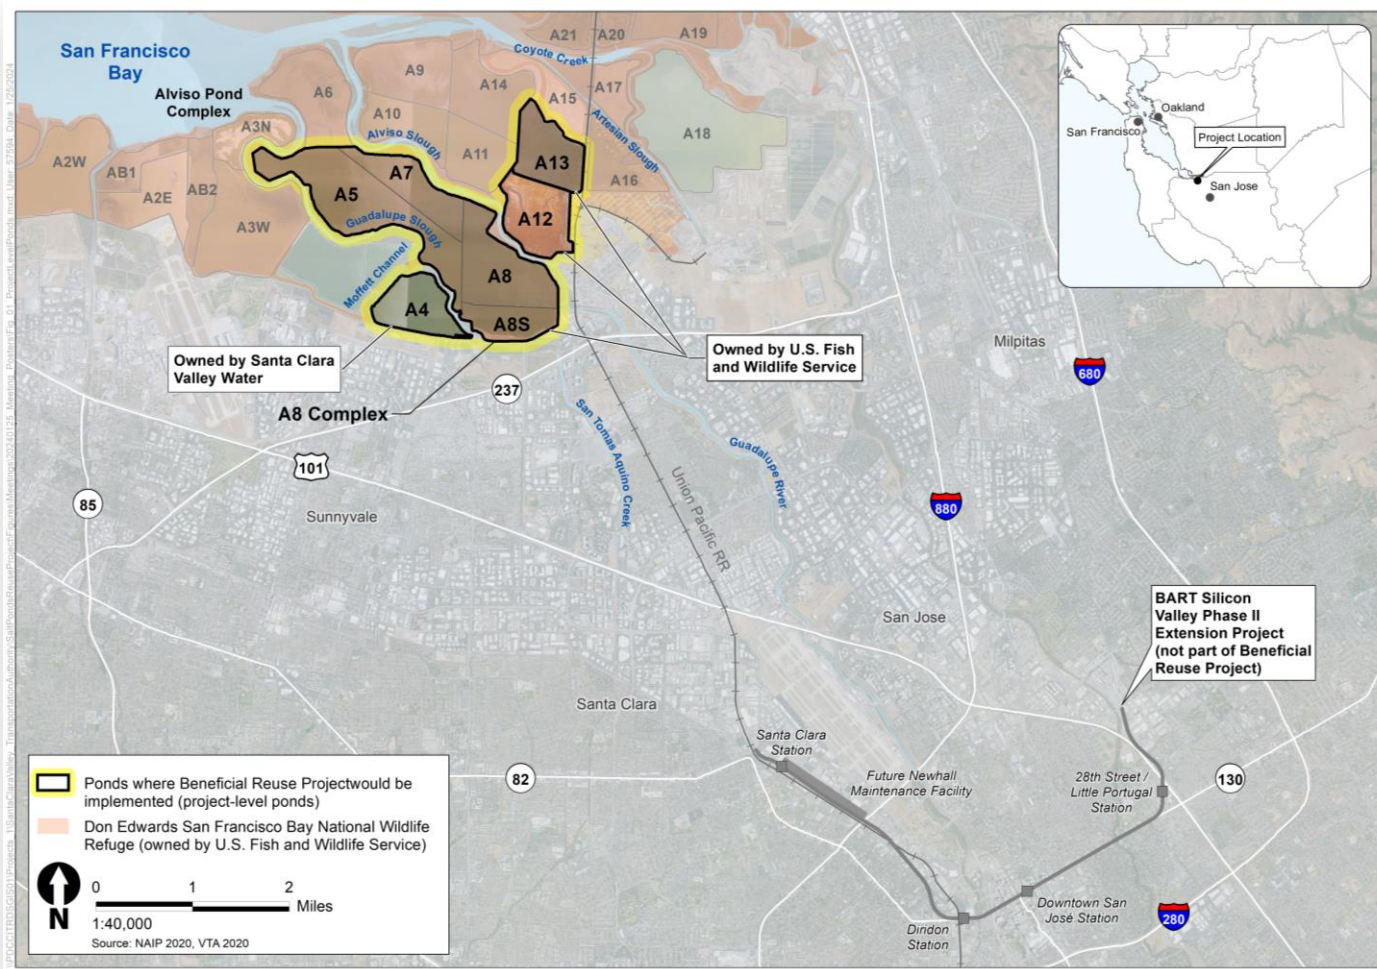 San Francisco
Bay
Alviso Pond
Complex
A6
A9
A10
A14
A21
A20
A19
Coyote Creek
A15
A17
A18
Artesian Slough
A3N
Alviso Slough
A11
A13
A16
A2W
AB1
A2E
AB2
A3W
A5
A7
A12
Guadalupe Slough
Moffett Channel
A8
A4
A8S
Owned by Santa Clara
Valley Water
Owned by U.S. Fish
and Wildlife Service
A8 Complex
237
101
85
Sunnyvale
San Tomas Aquino Creek
Guadalupe River
Union Pacific RR
Milpitas
680
880
San Jose
Santa Clara
BART Silicon
Valley Phase II
Extension Project
(not part of Beneficial
Reuse Project)
Santa Clara
Station
Future Newhall
Maintenance Facility
28th Street /
Little Portugal
Station
130
82
Downtown San
José Station
Diridon
Station
280
Oakland
San Francisco
Project Location
San Jose
Ponds where Beneficial Reuse Projectwould be
implemented (project-level ponds)
Don Edwards San Francisco Bay National Wildlife
Refuge (owned by U.S. Fish and Wildlife Service)
N
0 1 2
Miles
1:40,000
Source: NAIP 2020, VTA 2020